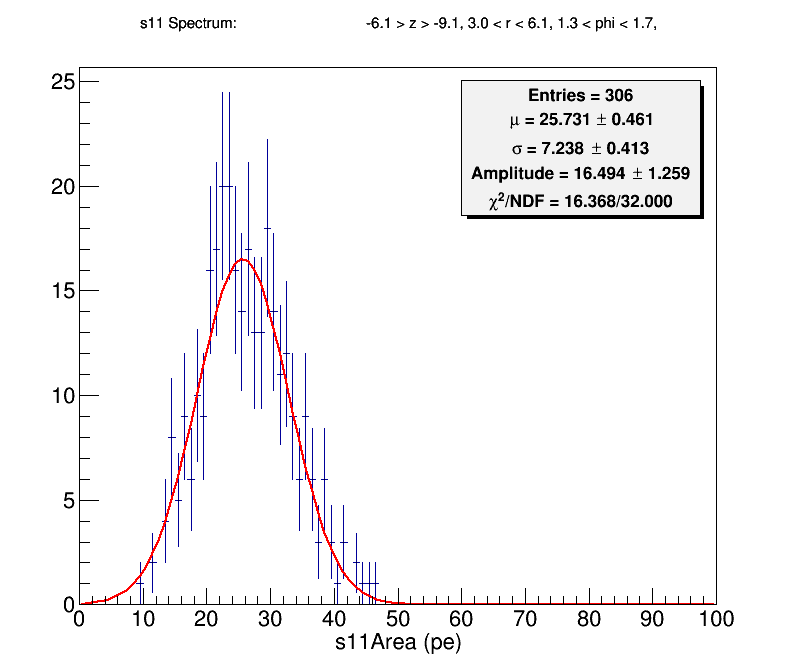 s11 Spectrum: -6.1 > z > -9.1, 3.0 < r < 6.1, 1.3 < phi < 1.7,
Entries = 306
μ = 25.731 ± 0.461
σ = 7.238 ± 0.413
Amplitude = 16.494 ± 1.259
χ²/NDF = 16.368/32.000
25
20
15
10
5
0
0 10 20 30 40 50 60 70 80 90 100
s11Area (pe)